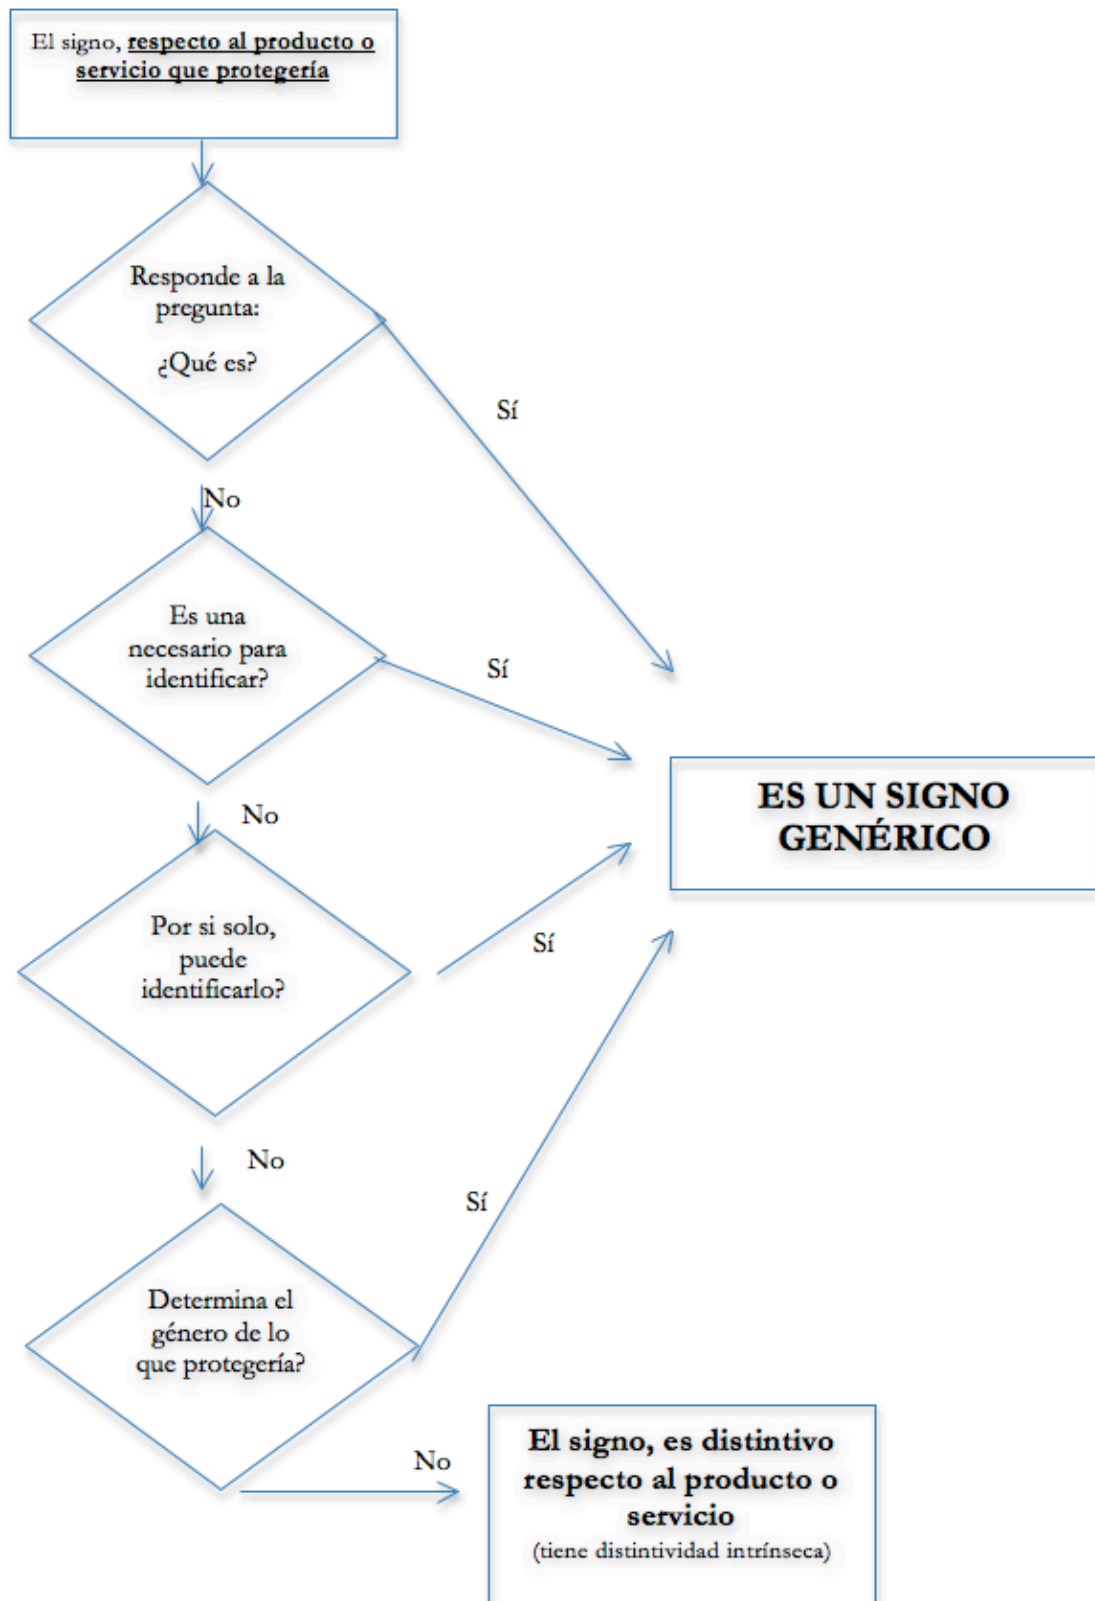 El signo, respecto al producto o
servicio que protegería
Responde a la
pregunta:
¿Qué es?
Sí
No
Es una
necesario para
identificar?
Sí
No
ES UN SIGNO
GENÉRICO
Por si solo,
puede
identificarlo?
Sí
No
Determina el
género de lo
que protegería?
Sí
No
El signo, es distintivo
respecto al producto o
servicio
(tiene distintividad intrínseca)